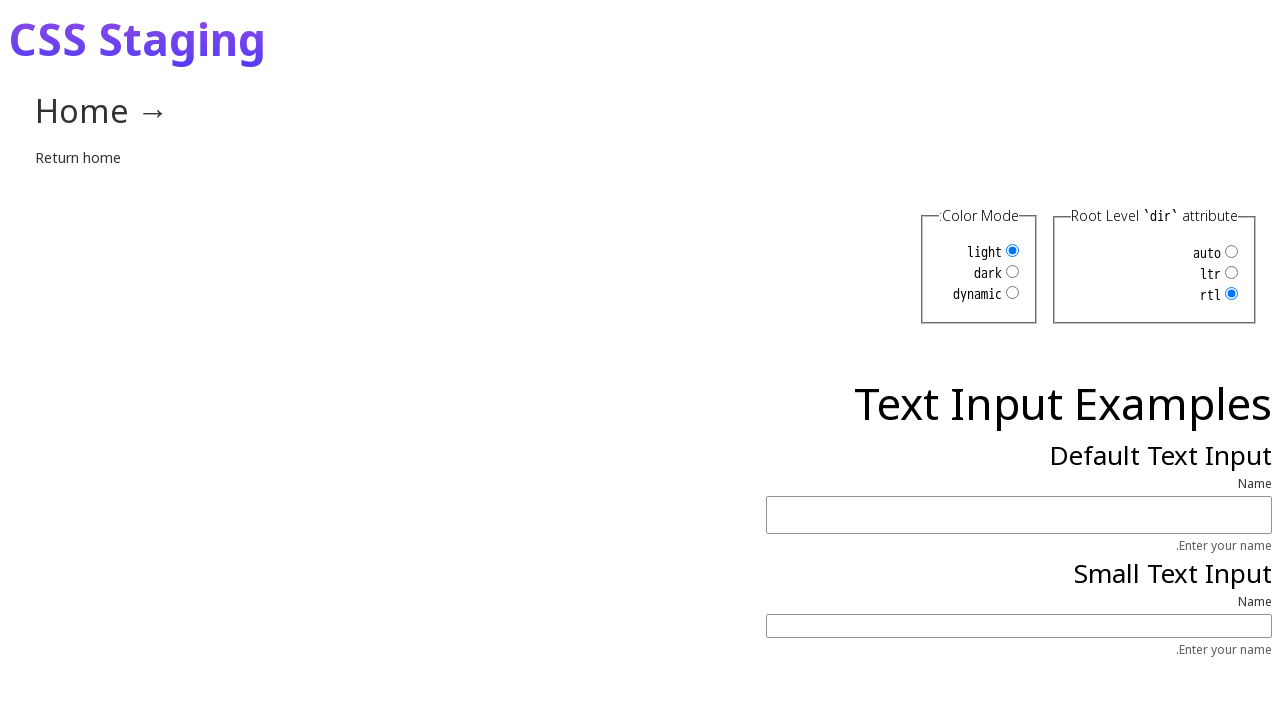 CSS Staging
Home →
Return home
Root Level `dir` attribute
auto
ltr
rtl
:Color Mode
light
dark
dynamic
Text Input Examples
Default Text Input
Name
.Enter your name
Small Text Input
Name
.Enter your name